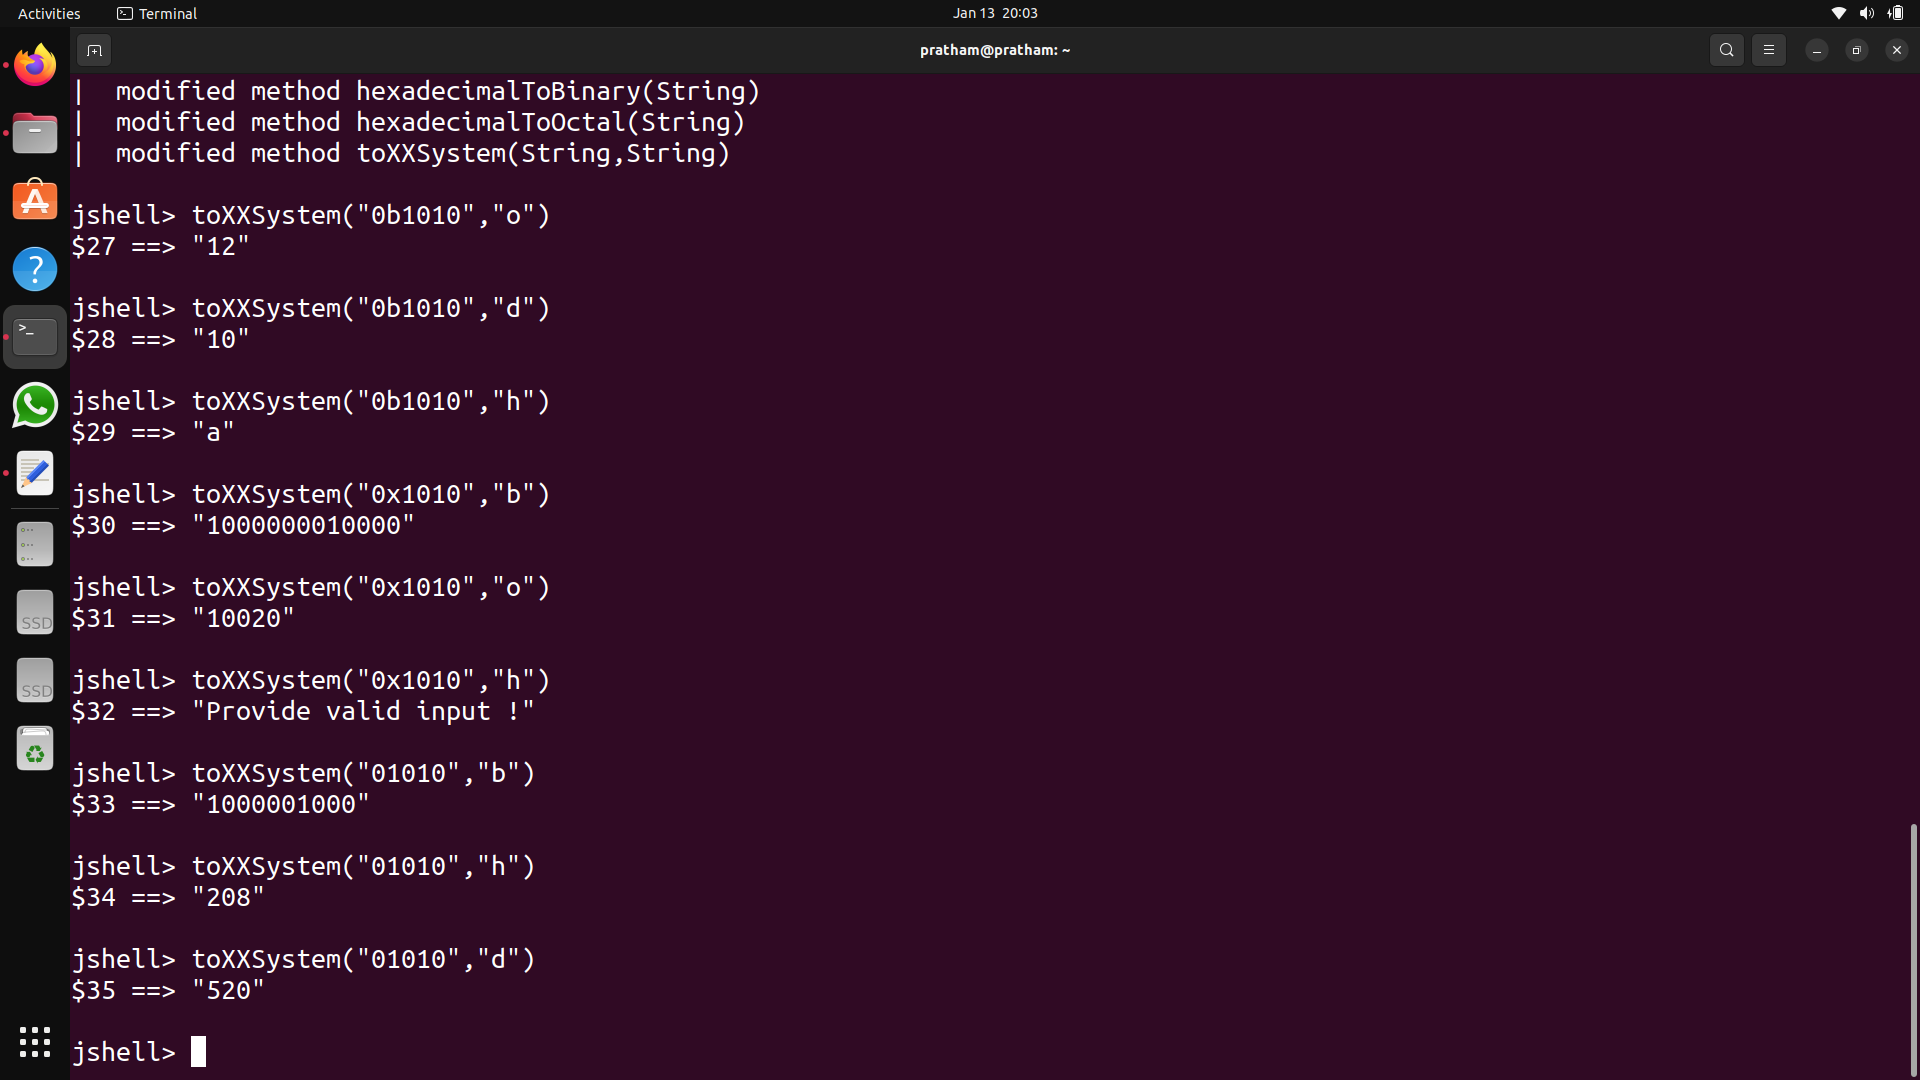 Activities Terminal Jan 13 20:03
pratham@pratham: ~
| modified method hexadecimalToBinary(String)
| modified method hexadecimalToOctal(String)
| modified method toXXSystem(String,String)
jshell> toXXSystem("0b1010","o")
$27 ==> "12"
jshell> toXXSystem("0b1010","d")
$28 ==> "10"
jshell> toXXSystem("0b1010","h")
$29 ==> "a"
jshell> toXXSystem("0x1010","b")
$30 ==> "1000000010000"
jshell> toXXSystem("0x1010","o")
$31 ==> "10020"
jshell> toXXSystem("0x1010","h")
$32 ==> "Provide valid input !"
jshell> toXXSystem("01010","b")
$33 ==> "1000001000"
jshell> toXXSystem("01010","h")
$34 ==> "208"
jshell> toXXSystem("01010","d")
$35 ==> "520"
jshell>
SSD
SSD